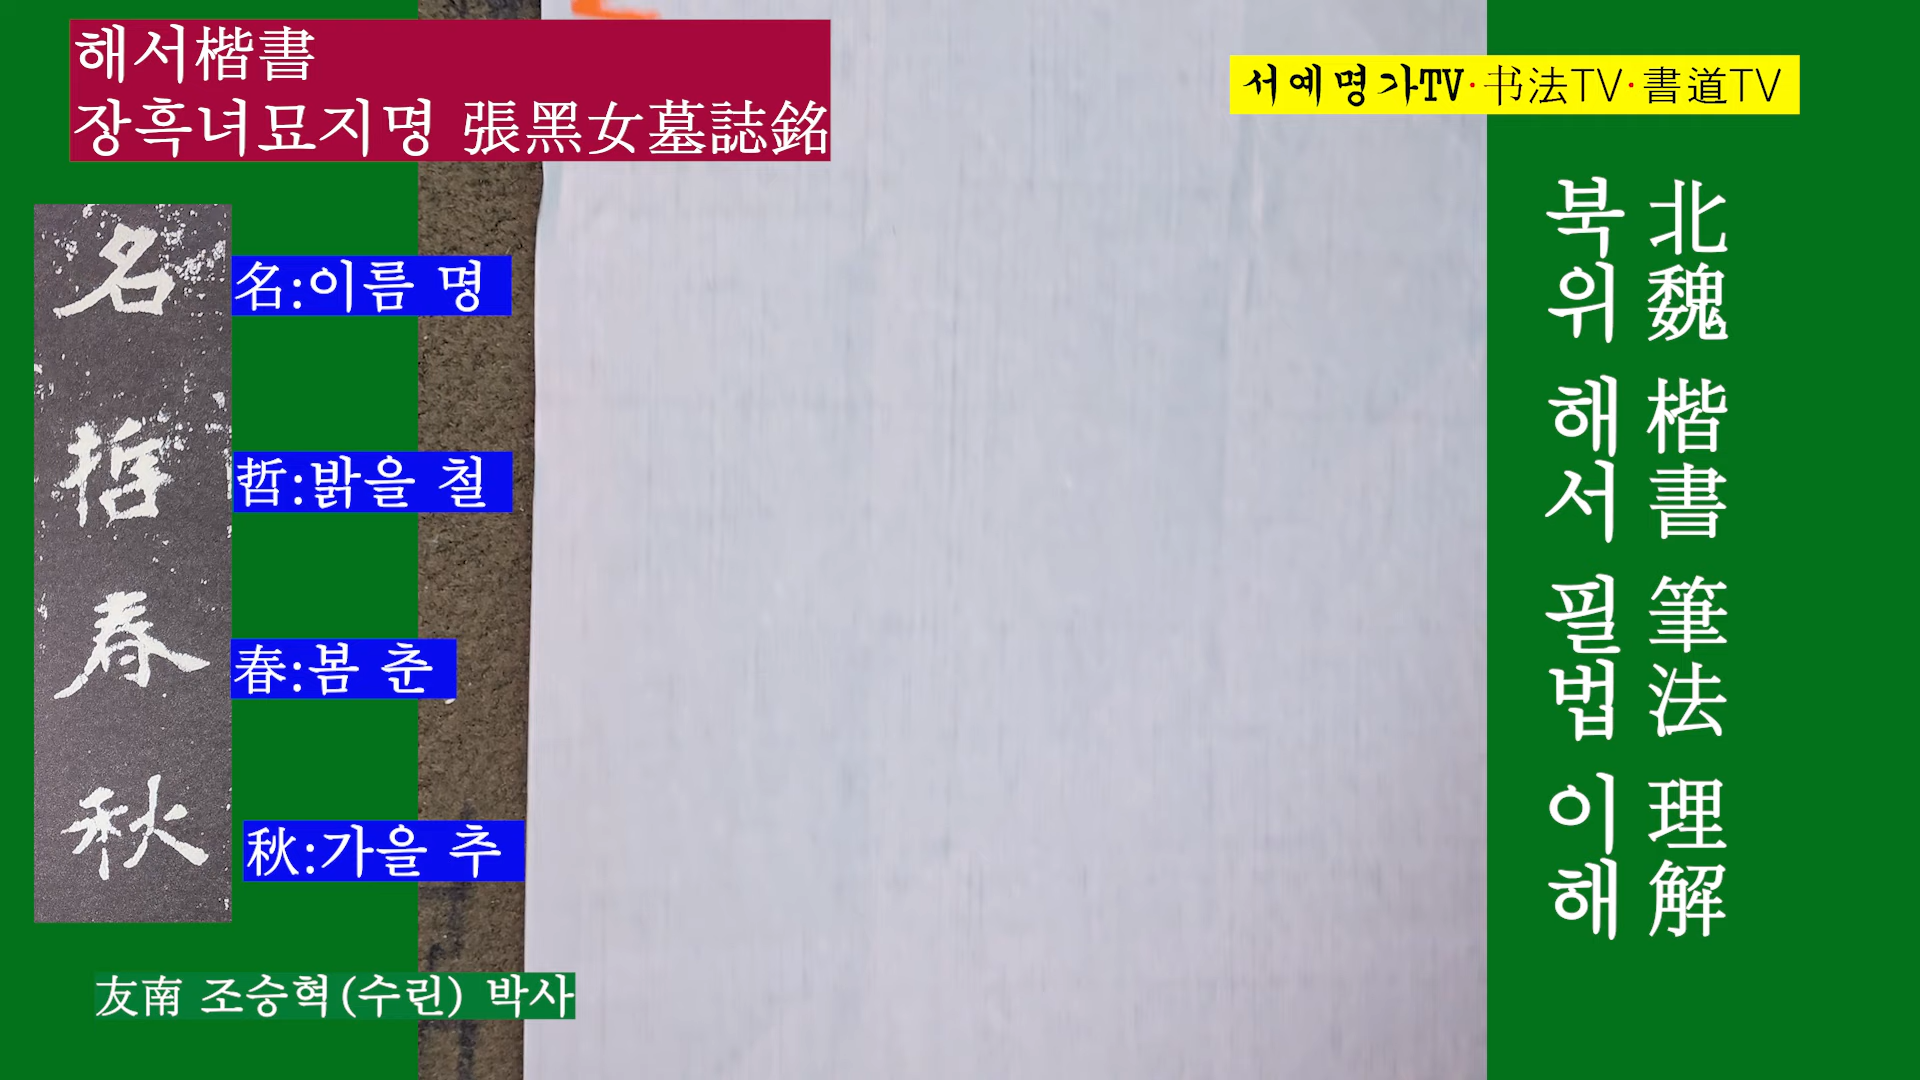 해서楷書
장흑녀묘지명 張黑女墓誌銘
서예명가TV·书法TV·書道TV
名
哲
春
秋
名:이름 명
哲:밝을 철
春:봄 춘
秋:가을 추
북위 해서 필법 이해
北魏 楷書 筆法 理解
友南 조승혁(수린) 박사